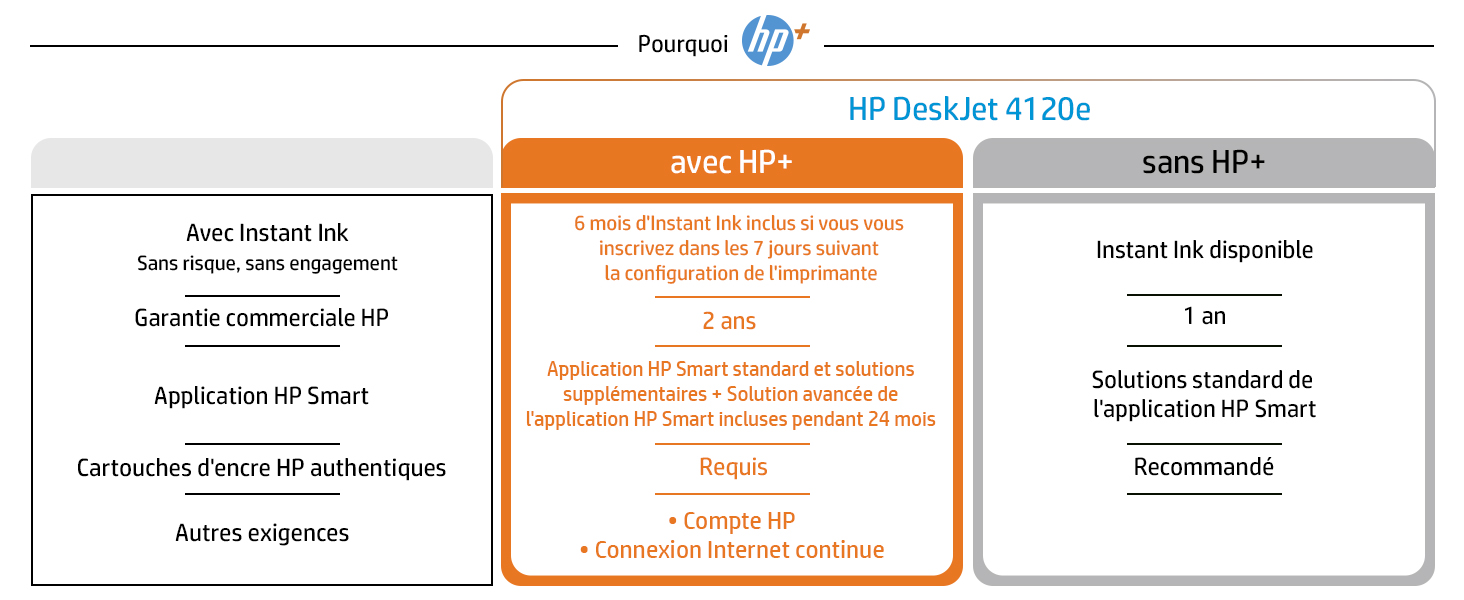 Pourquoi hp+
HP DeskJet 4120e
avec HP+
sans HP+
Avec Instant Ink
Sans risque, sans engagement
6 mois d'Instant Ink inclus si vous vous
inscrivez dans les 7 jours suivant
la configuration de l'imprimante
Instant Ink disponible
Garantie commerciale HP
2 ans
1 an
Application HP Smart
Application HP Smart standard et solutions
supplémentaires + Solution avancée de
l'application HP Smart incluses pendant 24 mois
Solutions standard de
l'application HP Smart
Cartouches d'encre HP authentiques
Requis
Recommandé
Autres exigences
• Compte HP
• Connexion Internet continue